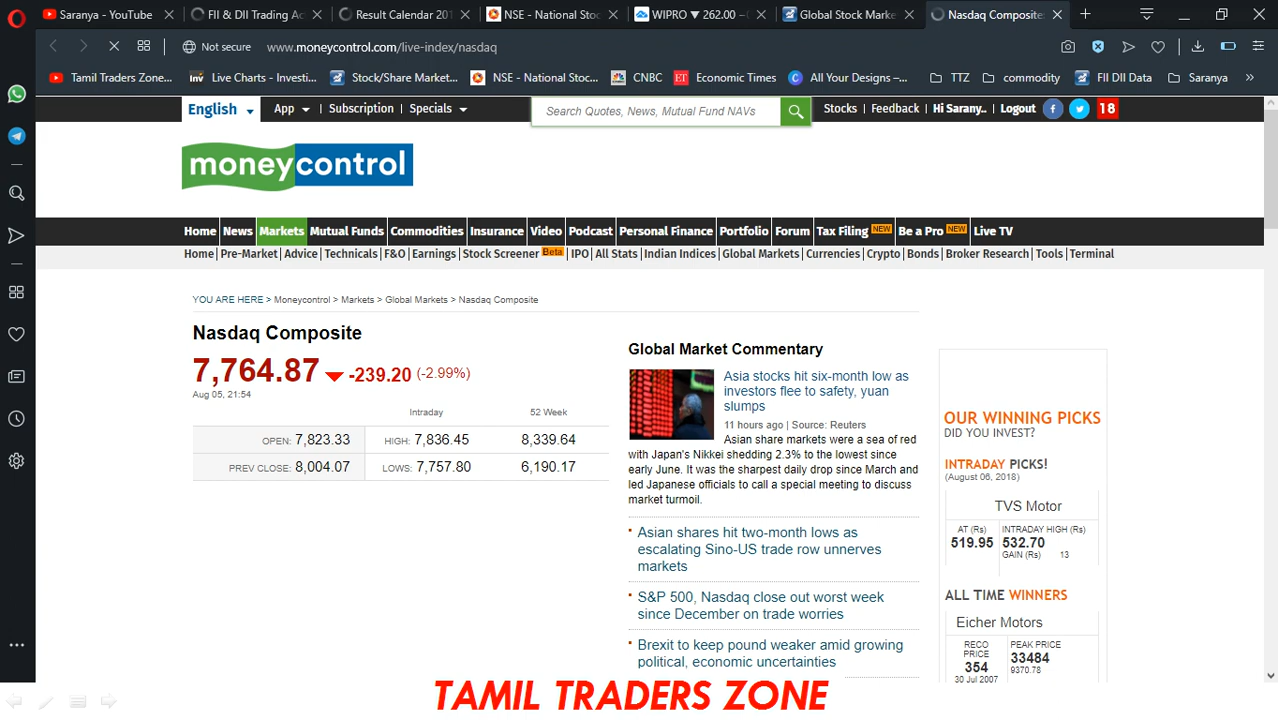 Saranya - YouTube
FII & DII Trading Ac
Result Calendar 201
NSE - National Stoc
WIPRO ▼ 262.00 –
Global Stock Marke
Nasdaq Composite
Not secure www.moneycontrol.com/live-index/nasdaq
Tamil Traders Zone... Live Charts - Investi... Stock/Share Market... NSE - National Stoc... CNBC Economic Times All Your Designs –... TTZ commodity FII DII Data Saranya »
English App | Subscription | Specials
Search Quotes, News, Mutual Fund NAVs
Stocks | Feedback | Hi Sarany.. | Logout 18
moneycontrol
Home News Markets Mutual Funds Commodities Insurance Video Podcast Personal Finance Portfolio Forum Tax Filing NEW Be a Pro NEW Live TV
Home | Pre-Market | Advice | Technicals | F&O | Earnings | Stock Screener Beta | IPO | All Stats | Indian Indices | Global Markets | Currencies | Crypto | Bonds | Broker Research | Tools | Terminal
YOU ARE HERE > Moneycontrol > Markets > Global Markets > Nasdaq Composite
Nasdaq Composite
7,764.87 -239.20 (-2.99%)
Aug 05, 21:54
Intraday 52 Week
OPEN: 7,823.33 HIGH: 7,836.45 8,339.64
PREV CLOSE: 8,004.07 LOWS: 7,757.80 6,190.17
Global Market Commentary
Asia stocks hit six-month low as
investors flee to safety, yuan
slumps
11 hours ago | Source: Reuters
Asian share markets were a sea of red
with Japan's Nikkei shedding 2.3% to the lowest since
early June. It was the sharpest daily drop since March and
led Japanese officials to call a special meeting to discuss
market turmoil.
Asian shares hit two-month lows as
escalating Sino-US trade row unnerves
markets
S&P 500, Nasdaq close out worst week
since December on trade worries
Brexit to keep pound weaker amid growing
political, economic uncertainties
OUR WINNING PICKS
DID YOU INVEST?
INTRADAY PICKS!
(August 06, 2018)
TVS Motor
AT (Rs) INTRADAY HIGH (Rs)
519.95 532.70
GAIN (Rs) 13
ALL TIME WINNERS
Eicher Motors
RECO PRICE PEAK PRICE
354 33484
30 Jul 2007 9370.78
TAMIL TRADERS ZONE